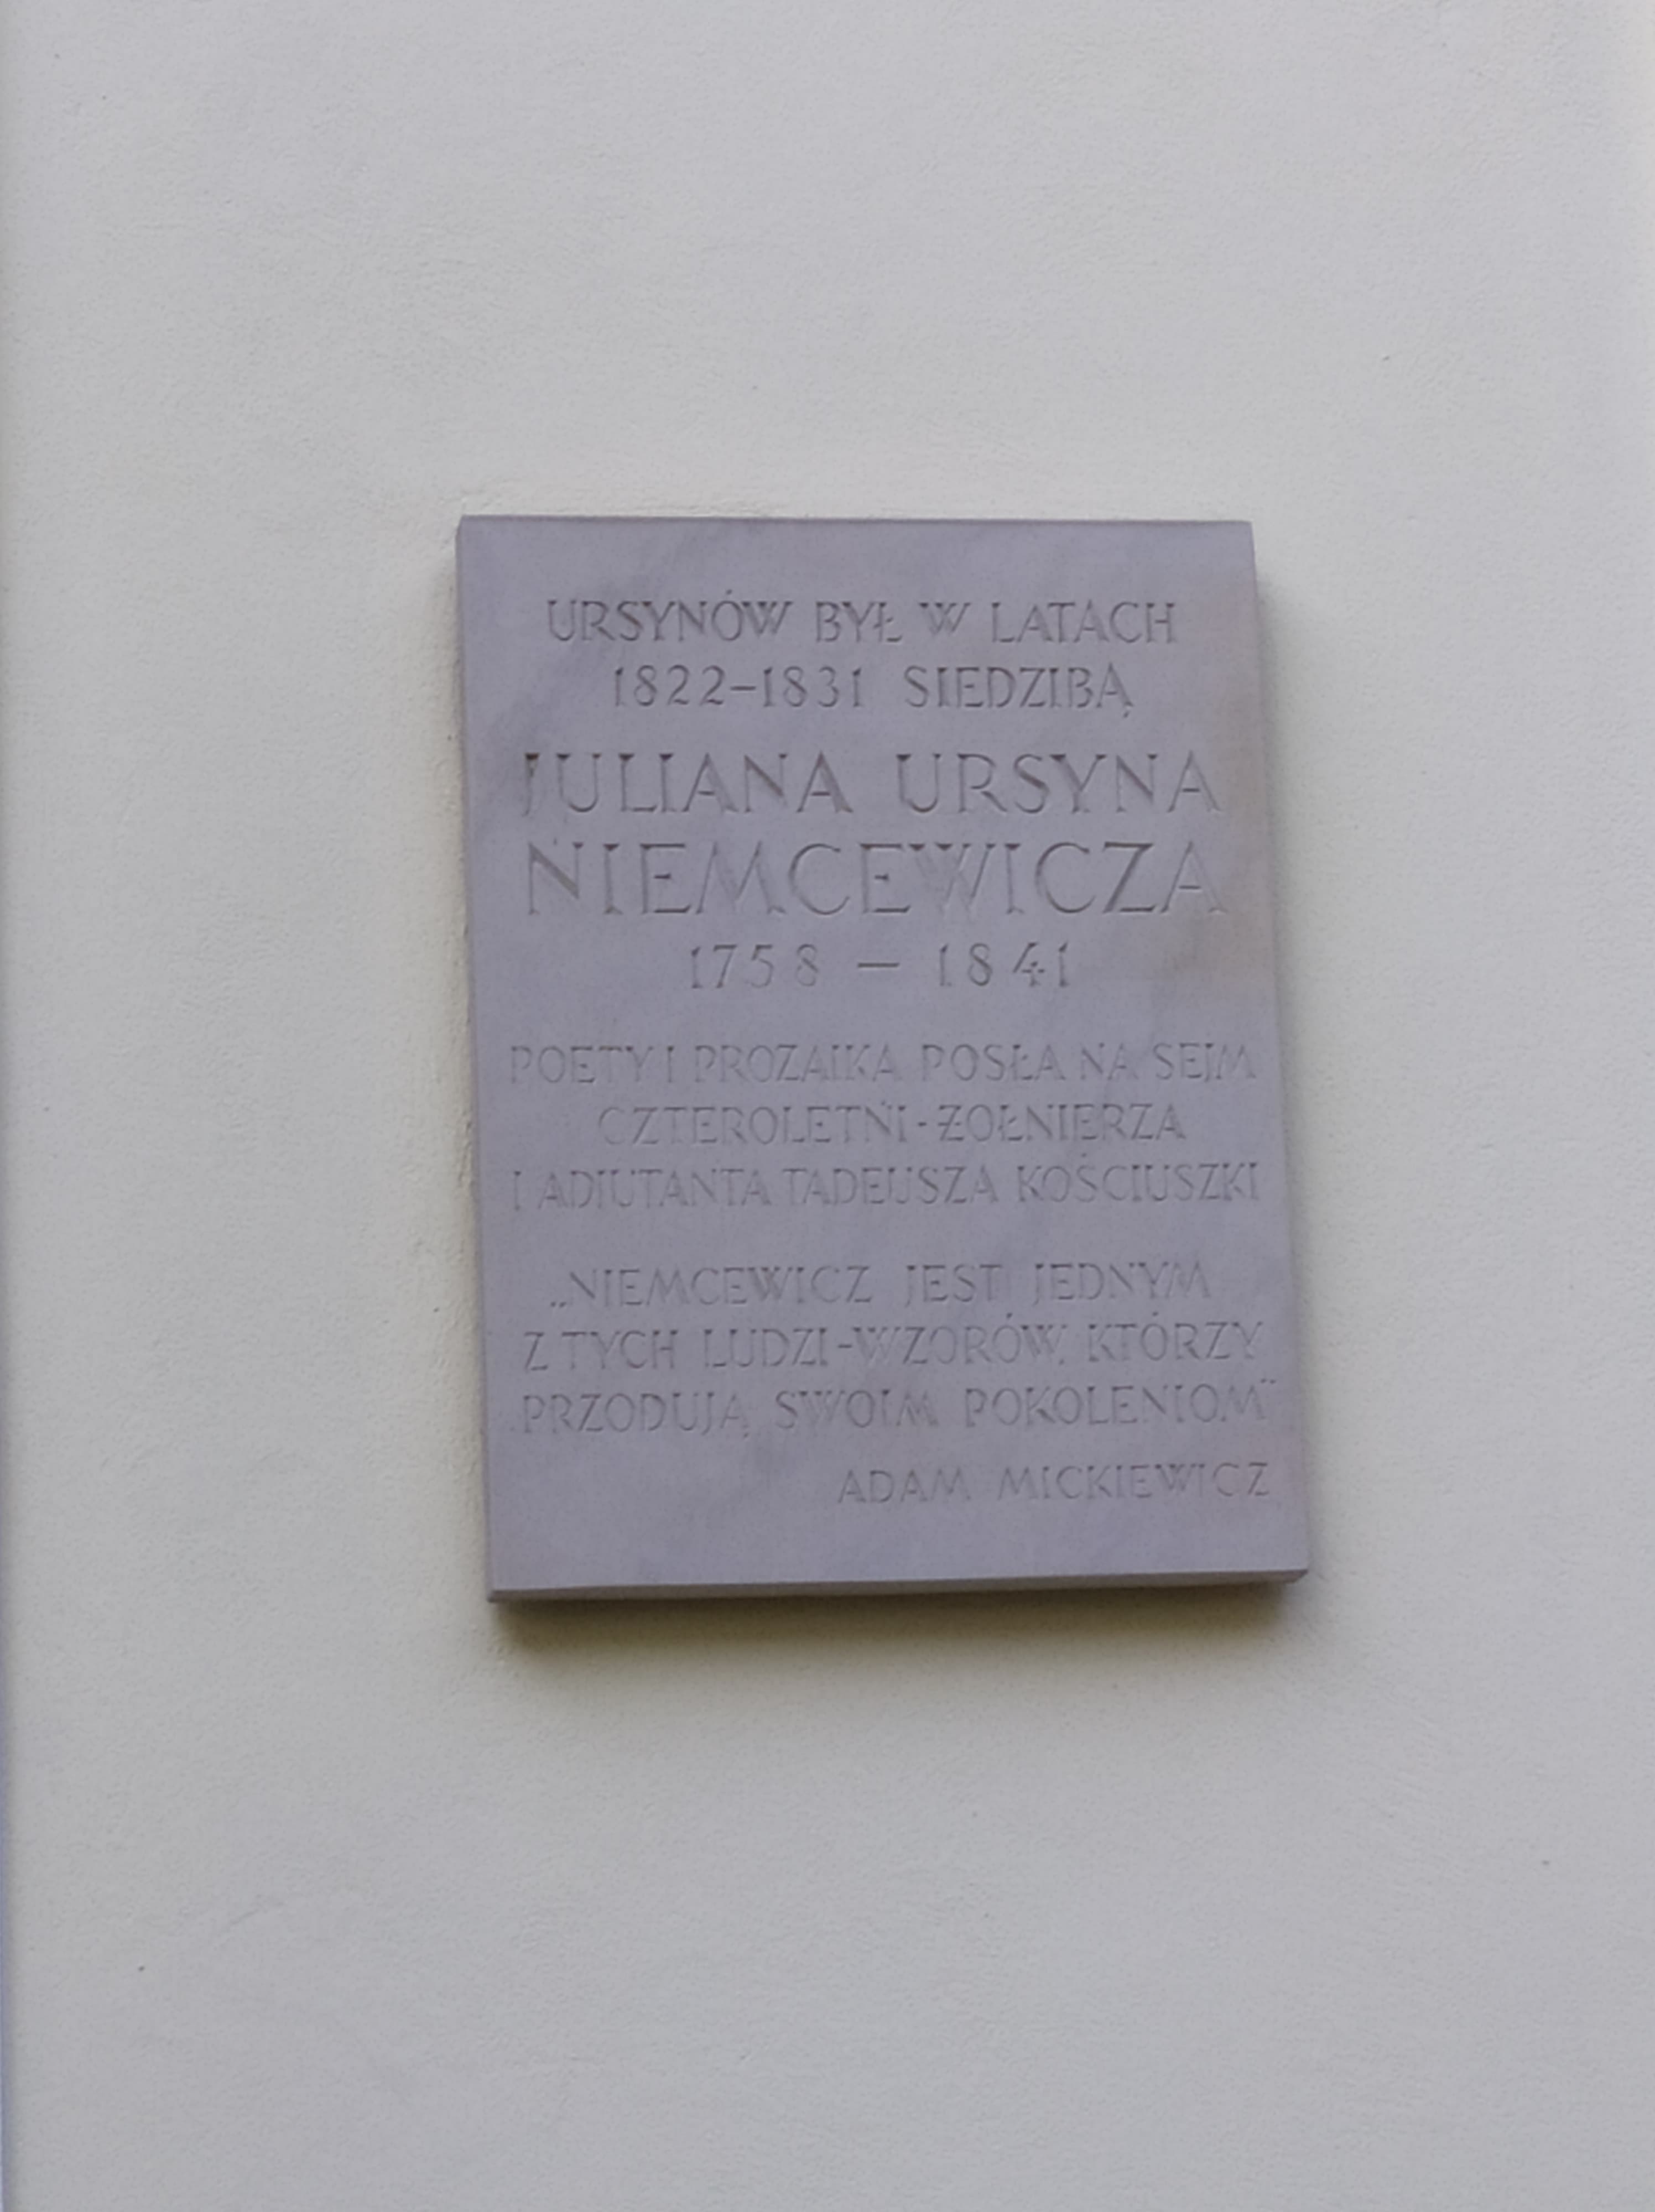 URSYNÓW BYŁ W LATACH
1822-1831 SIEDZIBĄ
JULIANA URSYNA
NIEMCEWICZA
1758 – 1841
POETY I PROZAIKA POSŁA NA SEJM
CZTEROLETNI-ŻOŁNIERZA
I ADIUTANTA TADEUSZA KOŚCIUSZKI
„NIEMCEWICZ JEST JEDNYM
Z TYCH LUDZI-WZORÓW, KTÓRZY
PRZODUJĄ SWOIM POKOLENIOM"
ADAM MICKIEWICZ